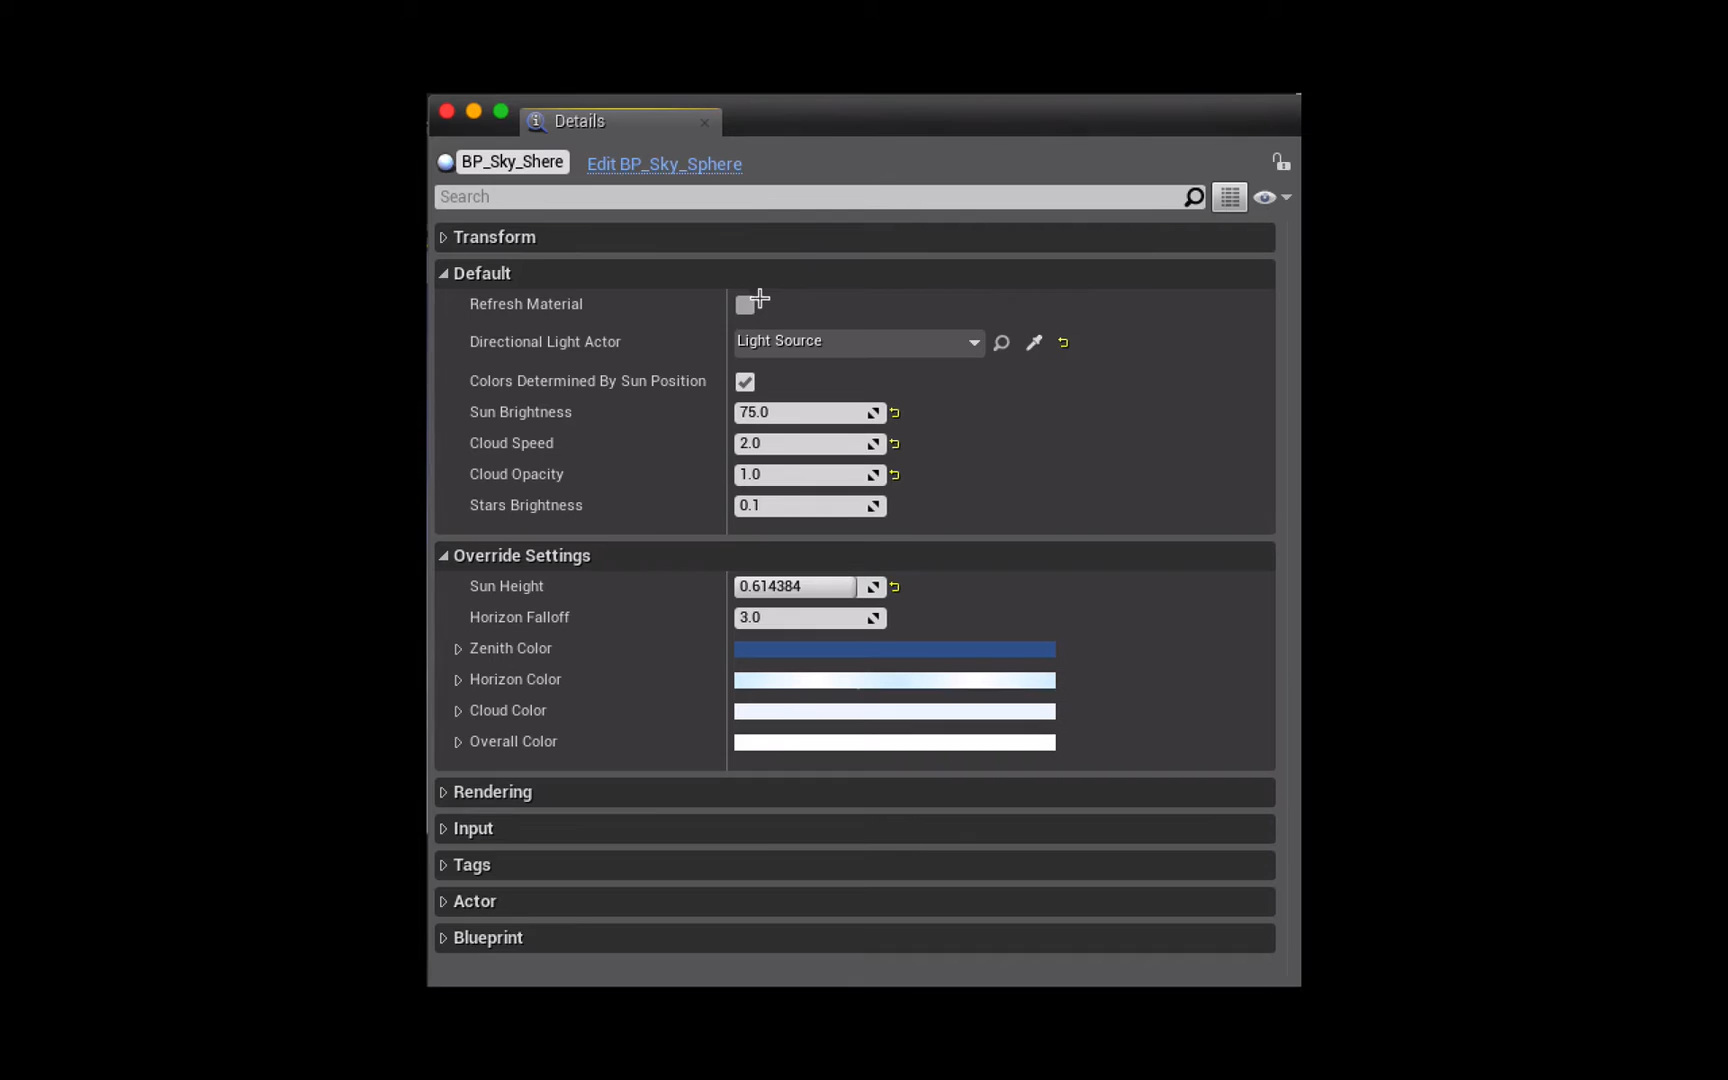 Details
BP_Sky_Shere Edit BP_Sky_Sphere
Search
Transform
Default
Refresh Material
Directional Light Actor Light Source
Colors Determined By Sun Position
Sun Brightness 75.0
Cloud Speed 2.0
Cloud Opacity 1.0
Stars Brightness 0.1
Override Settings
Sun Height 0.614384
Horizon Falloff 3.0
Zenith Color
Horizon Color
Cloud Color
Overall Color
Rendering
Input
Tags
Actor
Blueprint